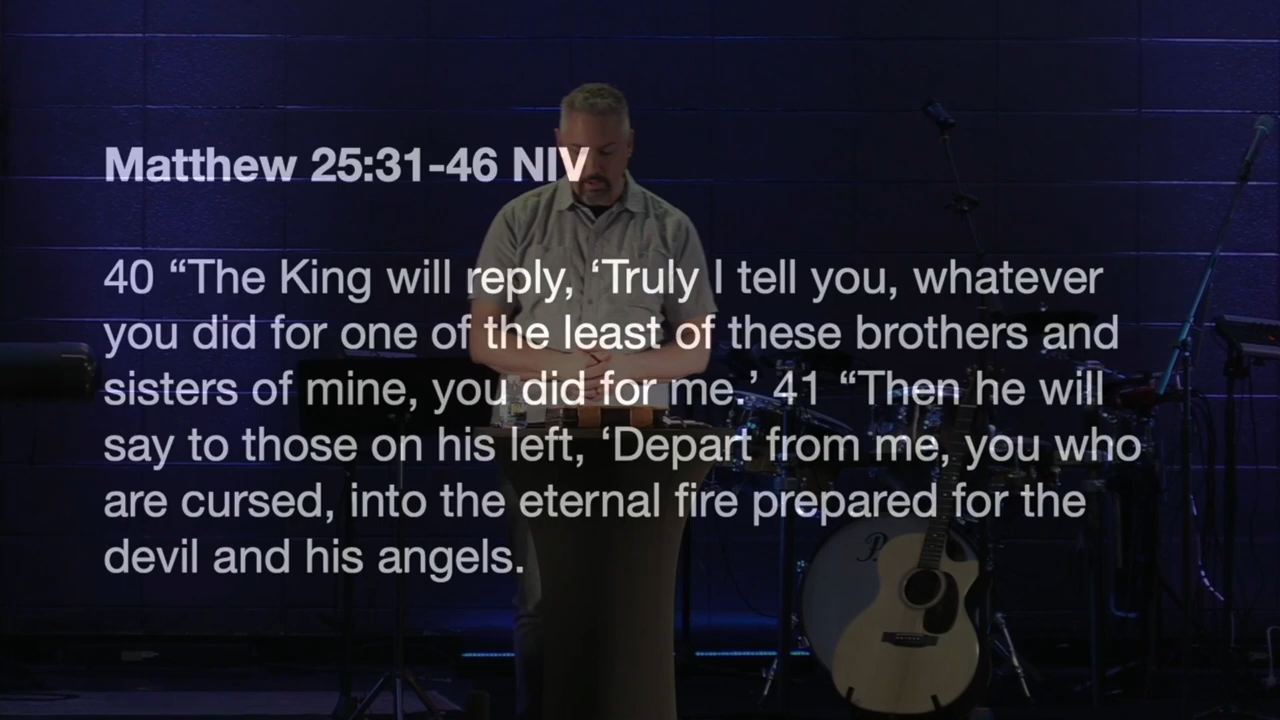 Matthew 25:31-46 NIV
40 “The King will reply, ‘Truly I tell you, whatever
you did for one of the least of these brothers and
sisters of mine, you did for me.’ 41 “Then he will
say to those on his left, ‘Depart from me, you who
are cursed, into the eternal fire prepared for the
devil and his angels.